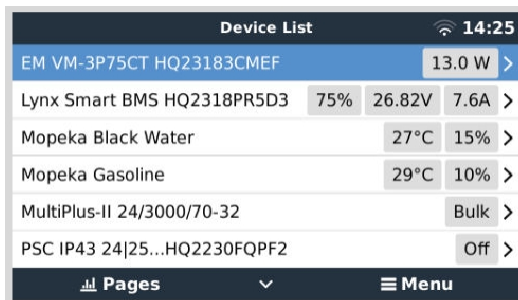 Device List 14:25
EM VM-3P75CT HQ23183CMEF 13.0 W
Lynx Smart BMS HQ2318PR5D3 75% 26.82V 7.6A
Mopeka Black Water 27°C 15%
Mopeka Gasoline 29°C 10%
MultiPlus-II 24/3000/70-32 Bulk
PSC IP43 24|25...HQ2230FQPF2 Off
Pages Menu